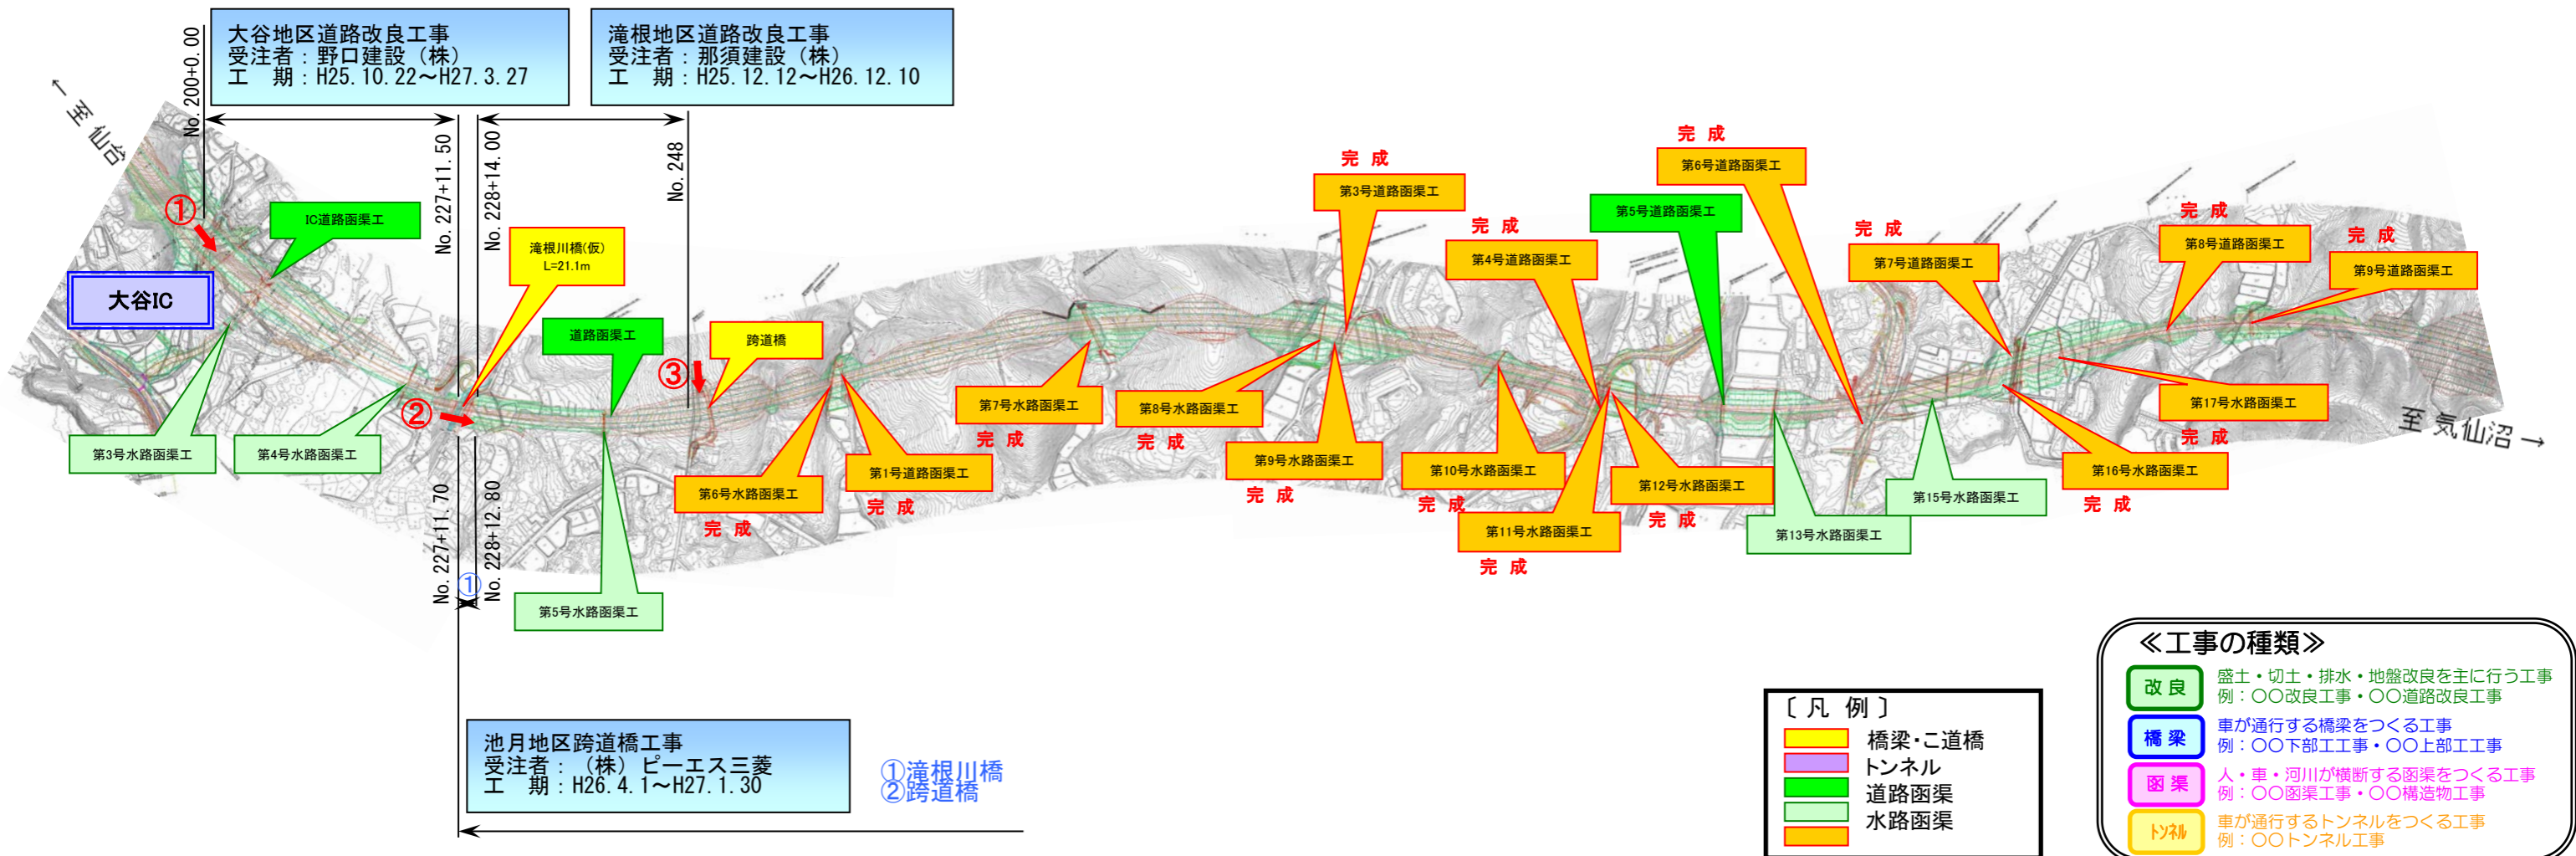 大谷地区道路改良工事
受注者：野口建設（株）
工　期：H25.10.22～H27.3.27
滝根地区道路改良工事
受注者：那須建設（株）
工　期：H25.12.12～H26.12.10
←至 仙台
No.200+0.00
No.227+11.50
No.228+14.00
No.248
①
IC道路函渠工
大谷IC
滝根川橋(仮)
L=21.1m
道路函渠工
③
跨道橋
②
第3号水路函渠工
第4号水路函渠工
No.227+11.70
①
No.228+12.80
第5号水路函渠工
第6号水路函渠工
完 成
第1号道路函渠工
完 成
第7号水路函渠工
完 成
第8号水路函渠工
完 成
完 成
第3号道路函渠工
第9号水路函渠工
完 成
完 成
第4号道路函渠工
第10号水路函渠工
完 成
第11号水路函渠工
完 成
第12号水路函渠工
完 成
第5号道路函渠工
完 成
第6号道路函渠工
第13号水路函渠工
完 成
第7号道路函渠工
第15号水路函渠工
第16号水路函渠工
完 成
第17号水路函渠工
完 成
完 成
第8号道路函渠工
完 成
第9号道路函渠工
至 気仙沼→
池月地区跨道橋工事
受注者：（株）ピーエス三菱
工　期：H26.4.1～H27.1.30
①滝根川橋
②跨道橋
〔 凡 例 〕
橋梁・こ道橋
トンネル
道路函渠
水路函渠
≪工事の種類≫
改 良
盛土・切土・排水・地盤改良を主に行う工事
例：〇〇改良工事・〇〇道路改良工事
橋 梁
車が通行する橋梁をつくる工事
例：〇〇下部工工事・〇〇上部工工事
函 渠
人・車・河川が横断する函渠をつくる工事
例：〇〇函渠工事・〇〇構造物工事
トンネル
車が通行するトンネルをつくる工事
例：〇〇トンネル工事